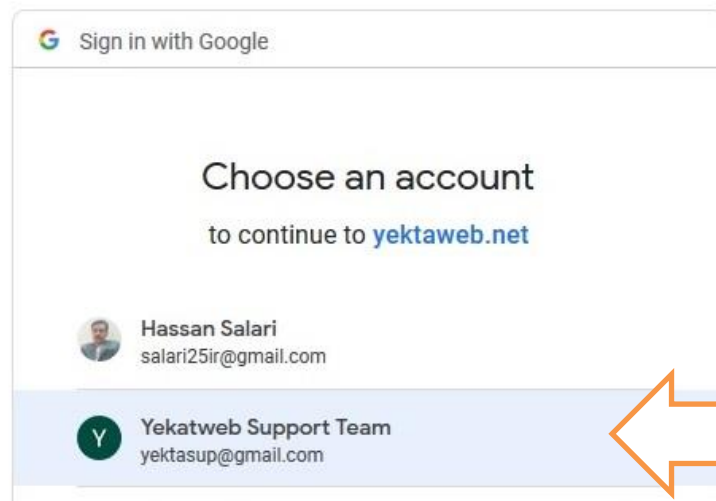 Sign in with Google
Choose an account
to continue to yektaweb.net
Hassan Salari
salari25ir@gmail.com
Y
Yekatweb Support Team
yektasup@gmail.com